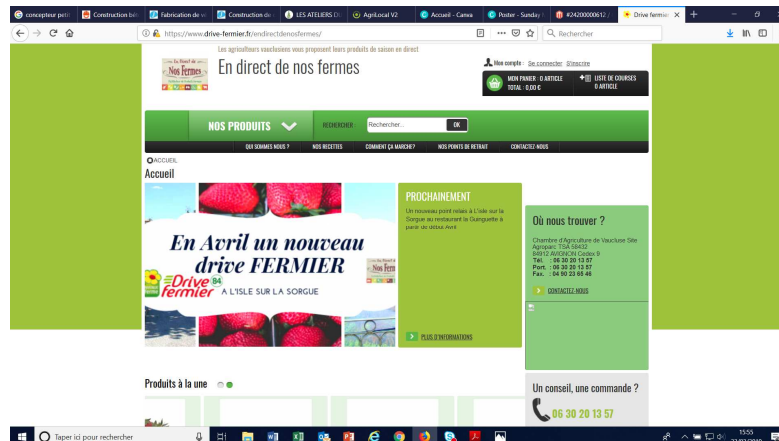 concepteur petit
Construction bén
Fabrication de vo
Construction de
LES ATELIERS DU
AgriLocal V2
Accueil - Canva
Poster - Sunday F
#24200000612 /
Drive fermier
https://www.drive-fermier.fr/endirectdenosfermes/
Rechercher
Les agriculteurs vauclusiens vous proposent leurs produits de saison en direct
En direct de nos fermes
Nos Fermes
Mon compte : Se connecter S'inscrire
MON PANIER : 0 ARTICLE
TOTAL : 0,00 €
LISTE DE COURSES
0 ARTICLE
NOS PRODUITS
RECHERCHER
Rechercher...
OK
QUI SOMMES NOUS ?
NOS RECETTES
COMMENT ÇA MARCHE?
NOS POINTS DE RETRAIT
CONTACTEZ-NOUS
ACCUEIL
Accueil
En Avril un nouveau
drive FERMIER
Drive 84
fermier
A L'ISLE SUR LA SORGUE
Nos Ferm
PROCHAINEMENT
Un nouveau point relais à L'isle sur la
Sorgue au restaurant la Guinguette à
partir de début Avril
PLUS D'INFORMATIONS
Où nous trouver ?
Chambre d'Agriculture de Vaucluse Site
Agroparc TSA 58432
84912 AVIGNON Cedex 9
Tél. : 06 30 20 13 57
Port. : 06 30 20 13 57
Fax. : 04 90 23 65 46
CONTACTEZ-NOUS
Produits à la une
Un conseil, une commande ?
06 30 20 13 57
Taper ici pour rechercher
15:55